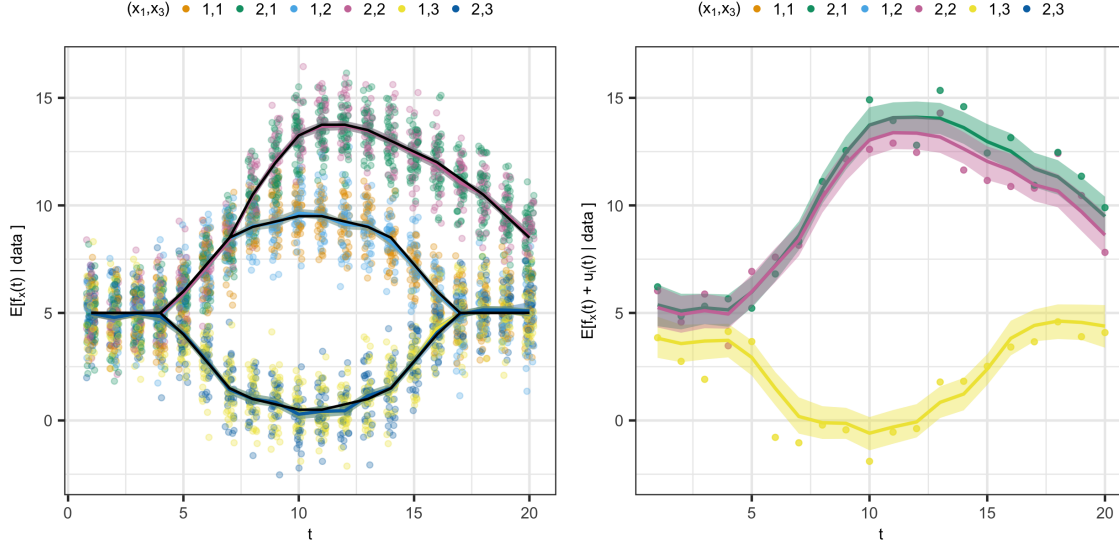 (x1,x3) 1,1 2,1 1,2 2,2 1,3 2,3
E[fx(t) | data ]
15
10
5
0
0 5 10 15 20
t
(x1,x3) 1,1 2,1 1,2 2,2 1,3 2,3
E[fx(t) + ui(t) | data ]
15
10
5
0
5 10 15 20
t